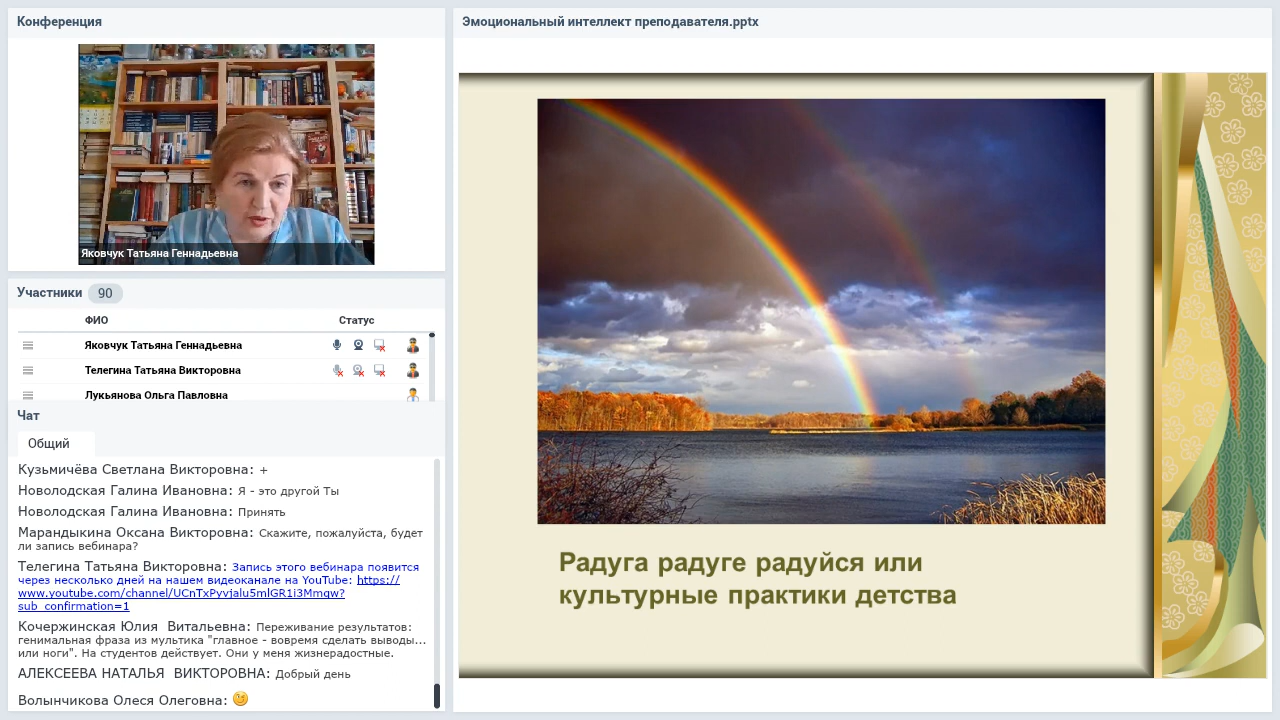 Конференция
Яковчук Татьяна Геннадьевна
Участники 90
ФИО Статус
Яковчук Татьяна Геннадьевна
Телегина Татьяна Викторовна
Лукьянова Ольга Павловна
Чат
Общий
Кузьмичёва Светлана Викторовна: +
Новолодская Галина Ивановна: Я - это другой Ты
Новолодская Галина Ивановна: Принять
Марандыкина Оксана Викторовна: Скажите, пожалуйста, будет
ли запись вебинара?
Телегина Татьяна Викторовна: Запись этого вебинара появится
через несколько дней на нашем видеоканале на YouTube: https://
www.youtube.com/channel/UCnTxPyvJalu5mlGR1i3Mmqw?
sub_confirmation=1
Кочержинская Юлия Витальевна: Переживание результатов:
генимальная фраза из мультика "главное - вовремя сделать выводы...
или ноги". На студентов действует. Они у меня жизнерадостные.
АЛЕКСЕЕВА НАТАЛЬЯ ВИКТОРОВНА: Добрый день
Волынчикова Олеся Олеговна:
Эмоциональный интеллект преподавателя.pptx
Радуга радуге радуйся или
культурные практики детства